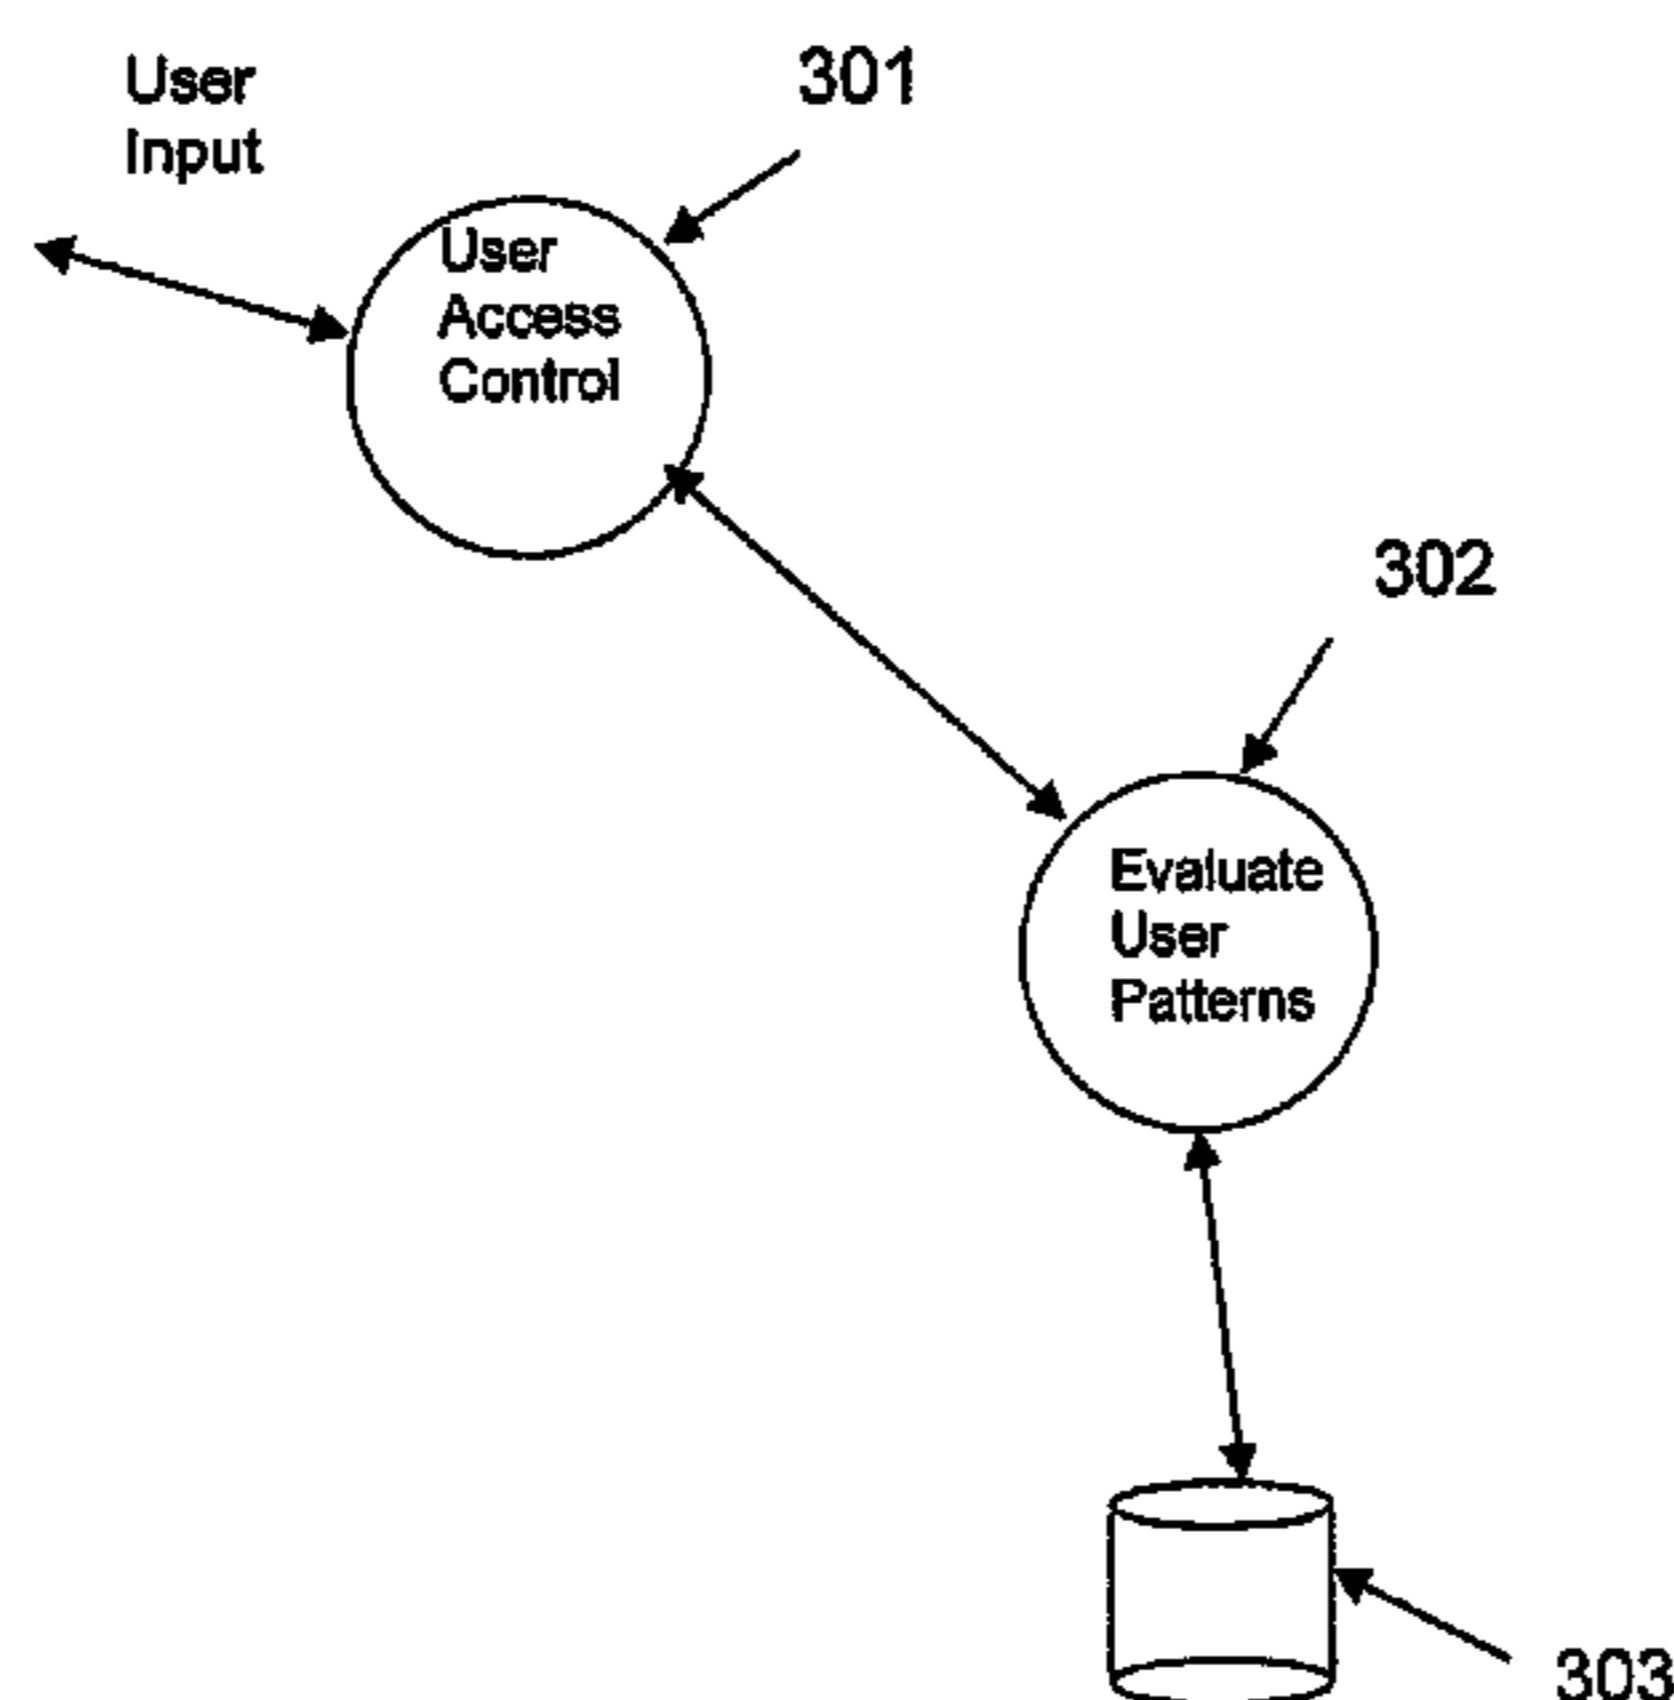 User
Input
301
User
Access
Control
302
Evaluate
User
Patterns
303